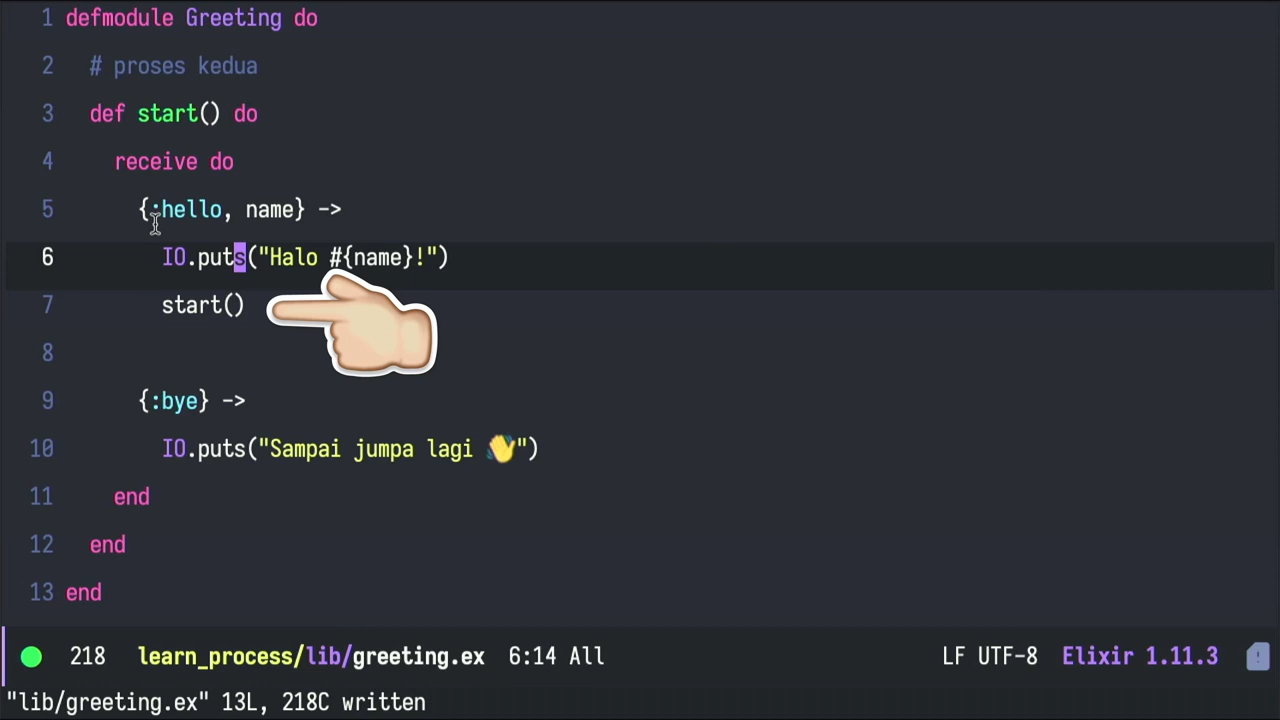 1 defmodule Greeting do
2 # proses kedua
3 def start() do
4 receive do
5 {:hello, name} ->
6 IO.puts("Halo #{name}!")
7 start()
8
9 {:bye} ->
10 IO.puts("Sampai jumpa lagi 👋")
11 end
12 end
13 end
218 learn_process/lib/greeting.ex 6:14 All LF UTF-8 Elixir 1.11.3
"lib/greeting.ex" 13L, 218C written